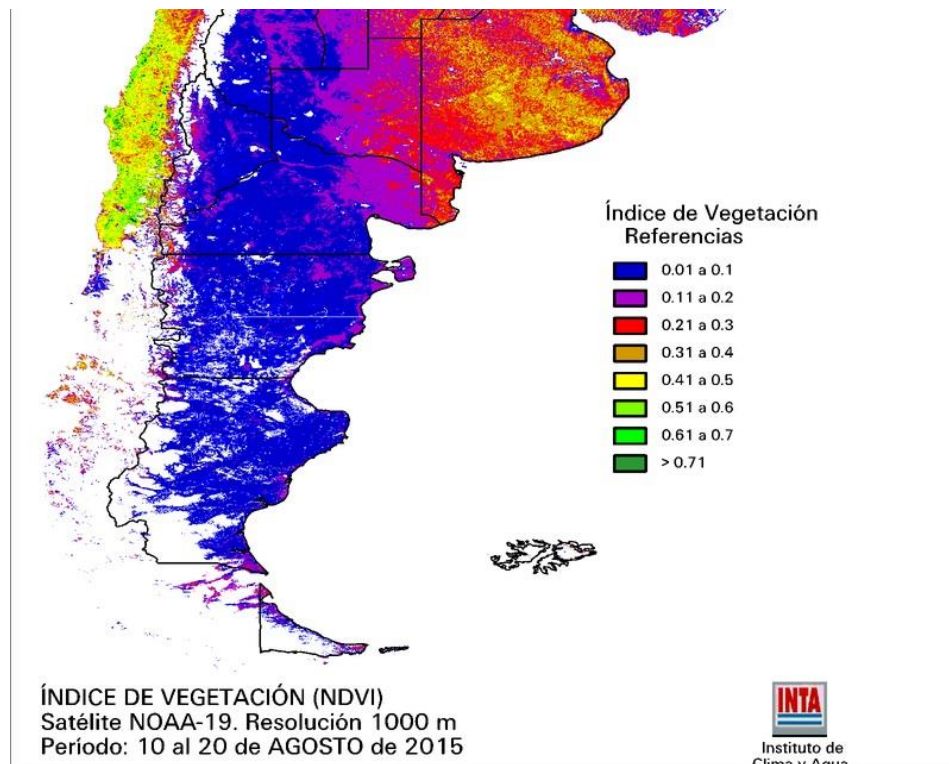 Índice de Vegetación
Referencias
0.01 a 0.1
0.11 a 0.2
0.21 a 0.3
0.31 a 0.4
0.41 a 0.5
0.51 a 0.6
0.61 a 0.7
> 0.71
ÍNDICE DE VEGETACIÓN (NDVI)
Satélite NOAA-19. Resolución 1000 m
Período: 10 al 20 de AGOSTO de 2015
INTA
Instituto de
Clima y Agua